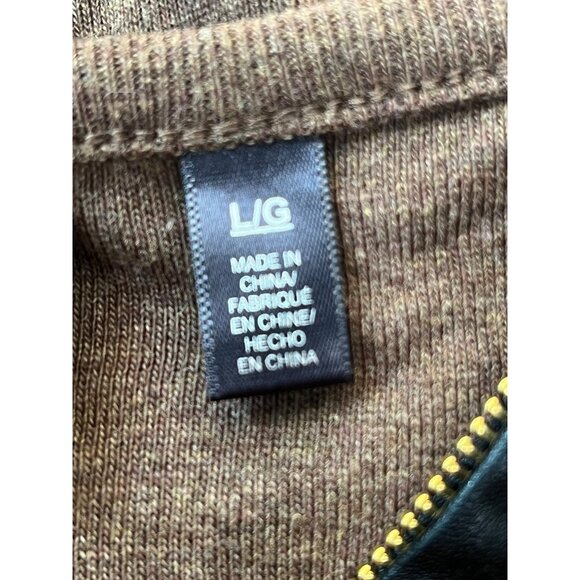 L/G
MADE IN
CHINA/
FABRIQUÉ
EN CHINE/
HECHO
EN CHINA